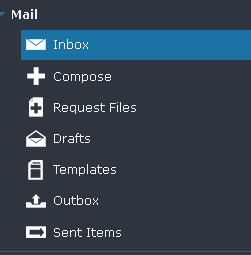 Mail
Inbox
Compose
Request Files
Drafts
Templates
Outbox
Sent Items